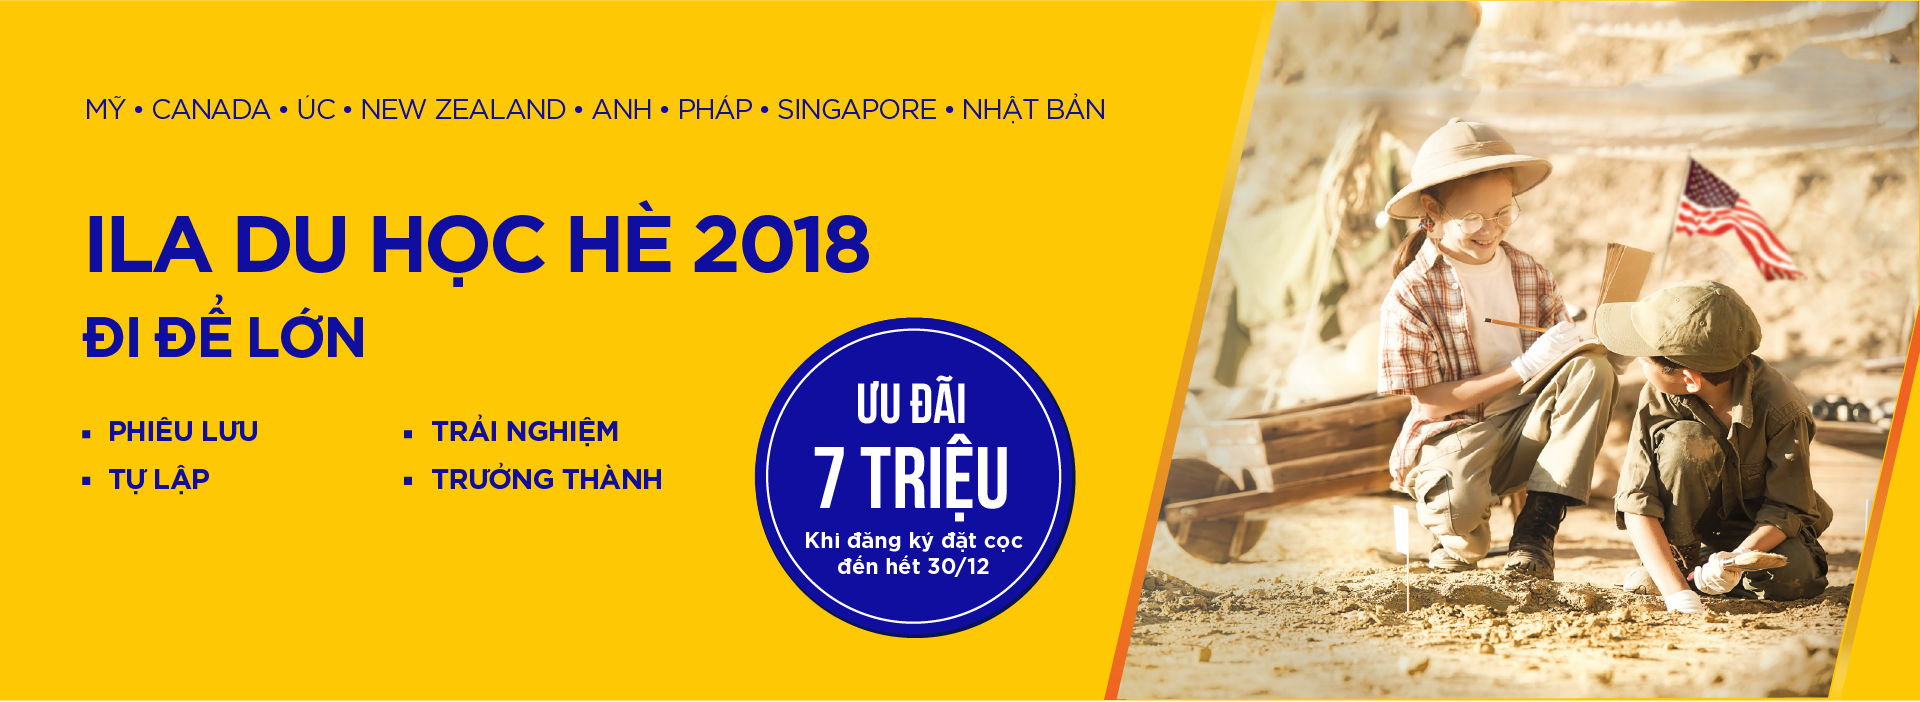 MỸ • CANADA • ÚC • NEW ZEALAND • ANH • PHÁP • SINGAPORE • NHẬT BẢN
ILA DU HỌC HÈ 2018
ĐI ĐỂ LỚN
▪ PHIÊU LƯU
▪ TRẢI NGHIỆM
▪ TỰ LẬP
▪ TRƯỞNG THÀNH
ƯU ĐÃI
7 TRIỆU
Khi đăng ký đặt cọc
đến hết 30/12